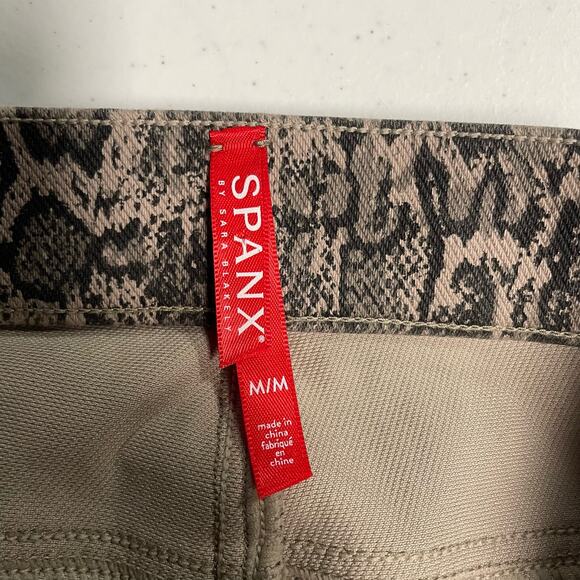 SPANX®
BY SARA BLAKELY
M/M
made in
china
fabriqué
en
chine